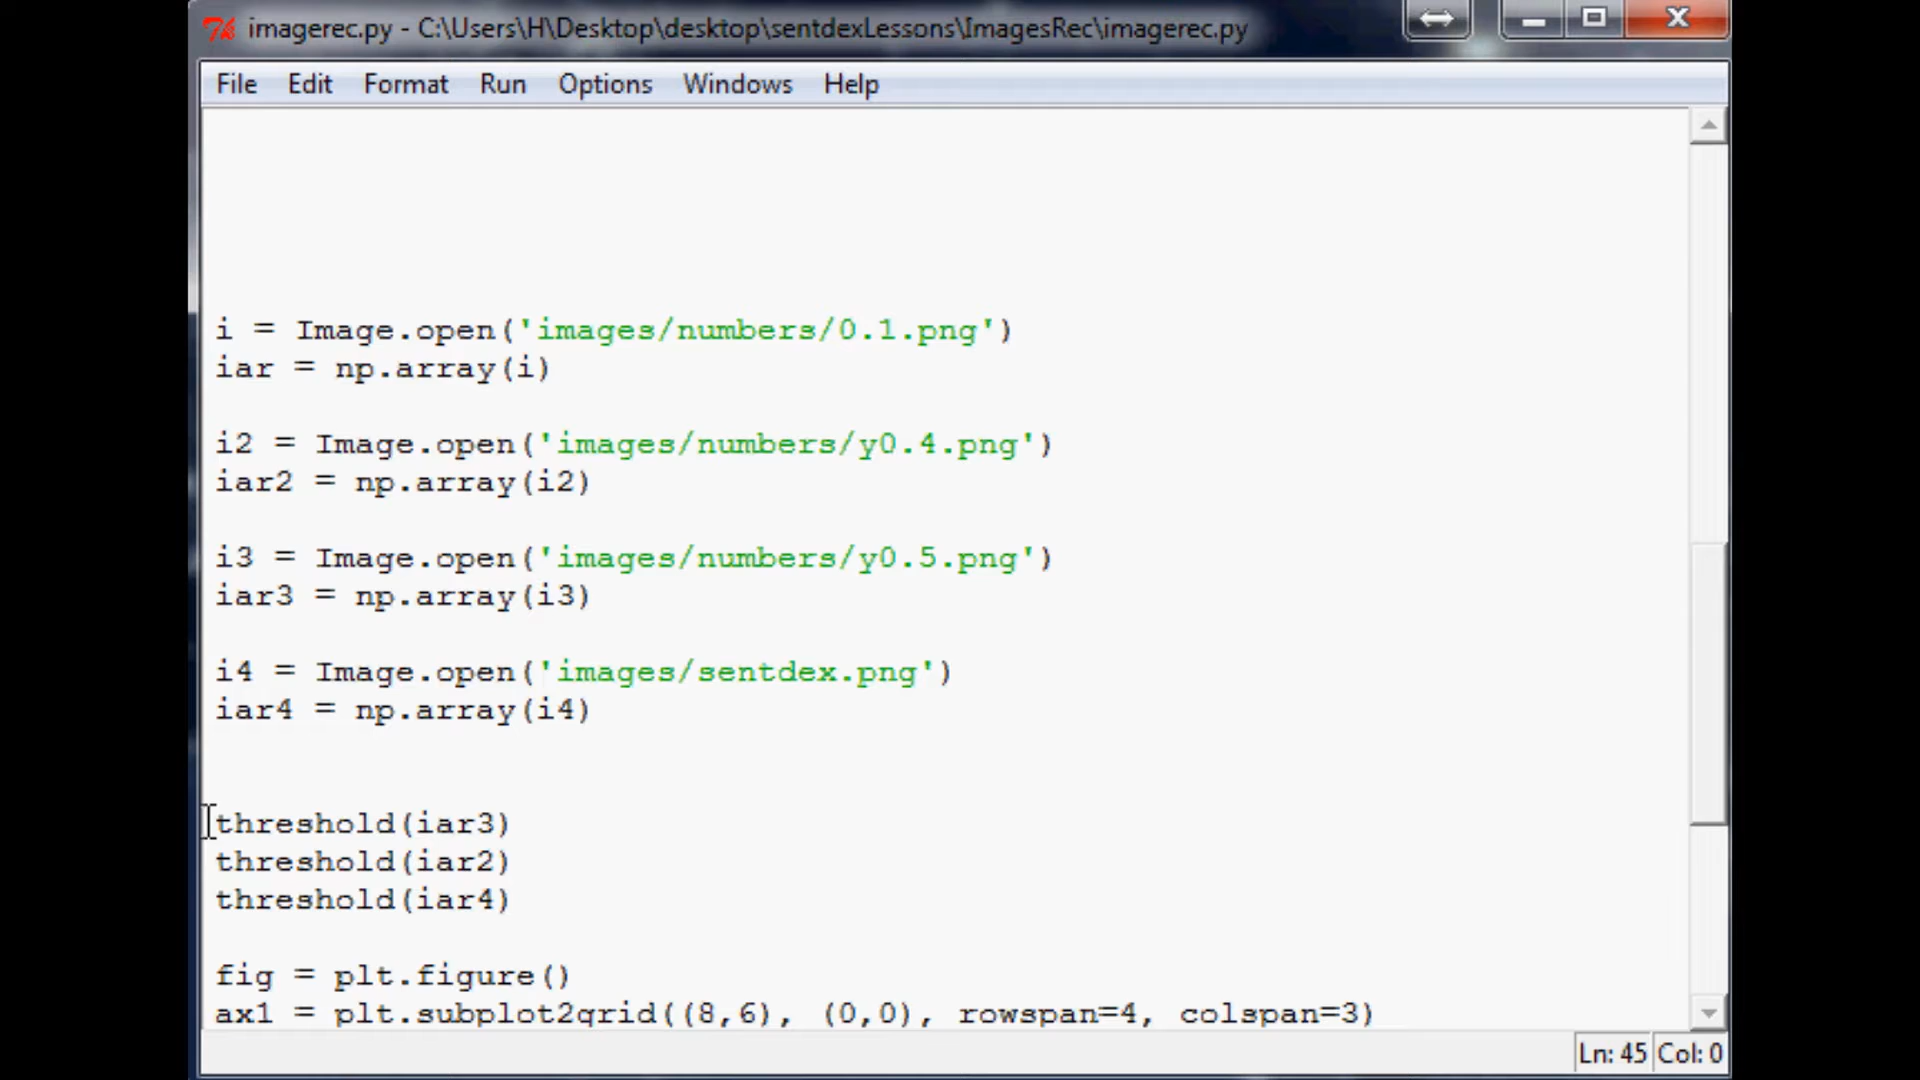 imagerec.py - C:\Users\H\Desktop\desktop\sentdexLessons\ImagesRec\imagerec.py
File Edit Format Run Options Windows Help
i = Image.open('images/numbers/0.1.png')
iar = np.array(i)
i2 = Image.open('images/numbers/y0.4.png')
iar2 = np.array(i2)
i3 = Image.open('images/numbers/y0.5.png')
iar3 = np.array(i3)
i4 = Image.open('images/sentdex.png')
iar4 = np.array(i4)
threshold(iar3)
threshold(iar2)
threshold(iar4)
fig = plt.figure()
ax1 = plt.subplot2grid((8,6), (0,0), rowspan=4, colspan=3)
Ln: 45 Col: 0